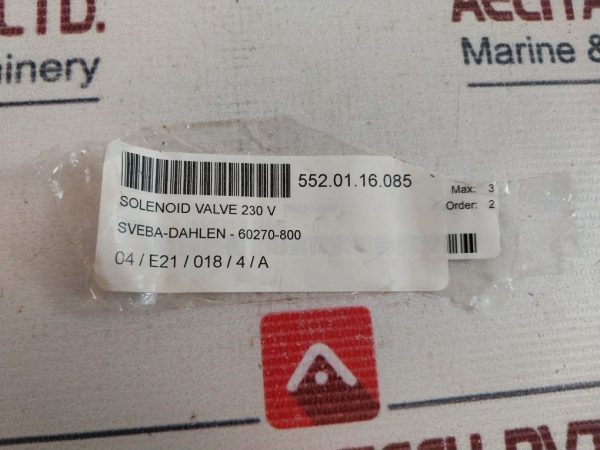 LTD.
Marine &
hinery
552.01.16.085
SOLENOID VALVE 230 V
SVEBA-DAHLEN - 60270-800
04 / E21 / 018 / 4 / A
Max: 3
Order: 2